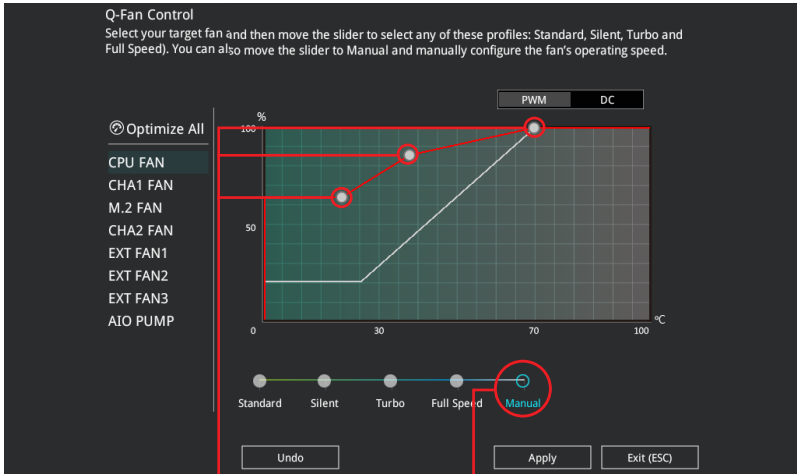 Q-Fan Control
Select your target fan and then move the slider to select any of these profiles: Standard, Silent, Turbo and
Full Speed). You can also move the slider to Manual and manually configure the fan's operating speed.
PWM DC
Optimize All
CPU FAN
CHA1 FAN
M.2 FAN
CHA2 FAN
EXT FAN1
EXT FAN2
EXT FAN3
AIO PUMP
%
100
50
0 30 70 100
ºC
Standard Silent Turbo Full Speed Manual
Undo Apply Exit (ESC)